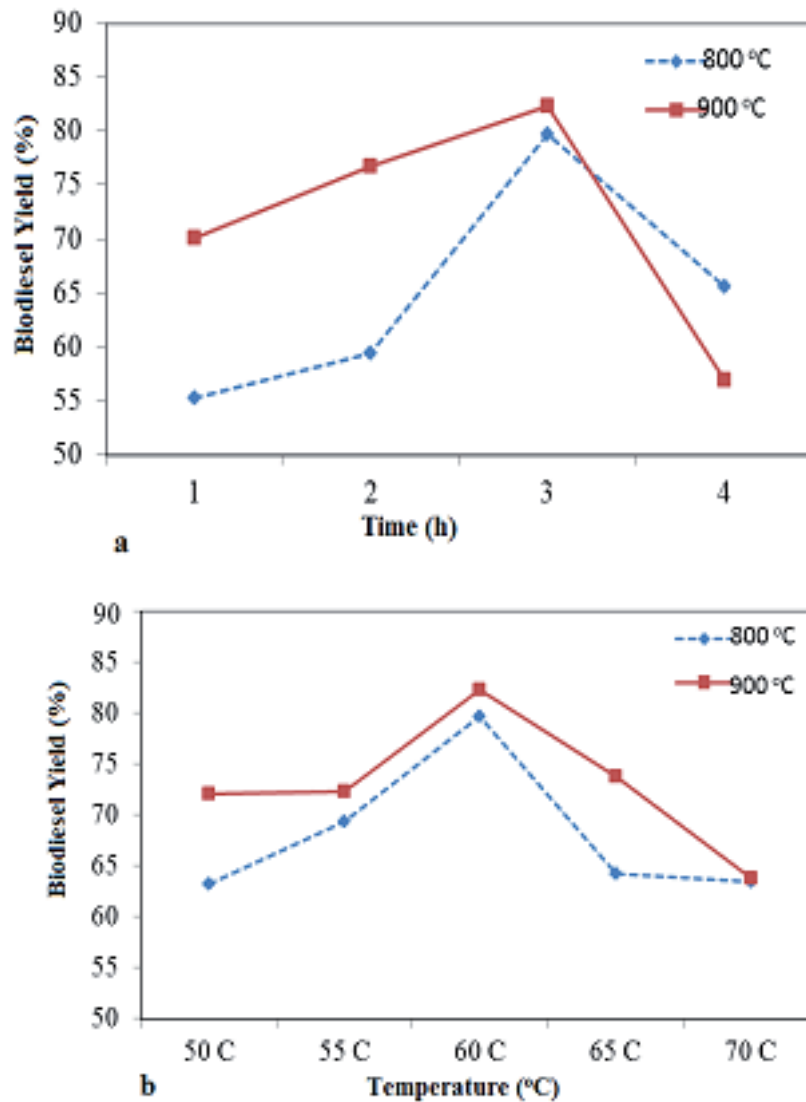 90
85
80
75
70
65
60
55
50
Biodiesel Yield (%)
800 °C
900 °C
1 2 3 4
Time (h)
a
90
85
80
75
70
65
60
55
50
Biodiesel Yield (%)
800 °C
900 °C
50 C 55 C 60 C 65 C 70 C
Temperature (°C)
b